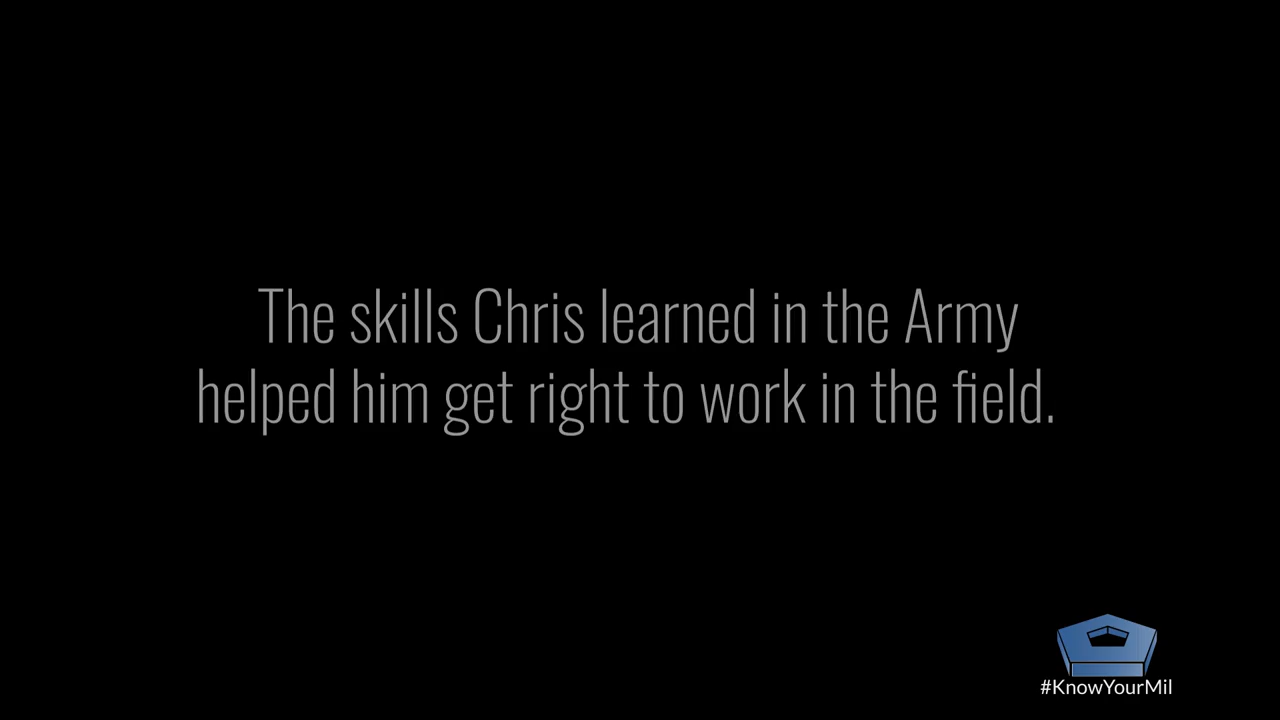 The skills Chris learned in the Army
helped him get right to work in the field.
#KnowYourMil